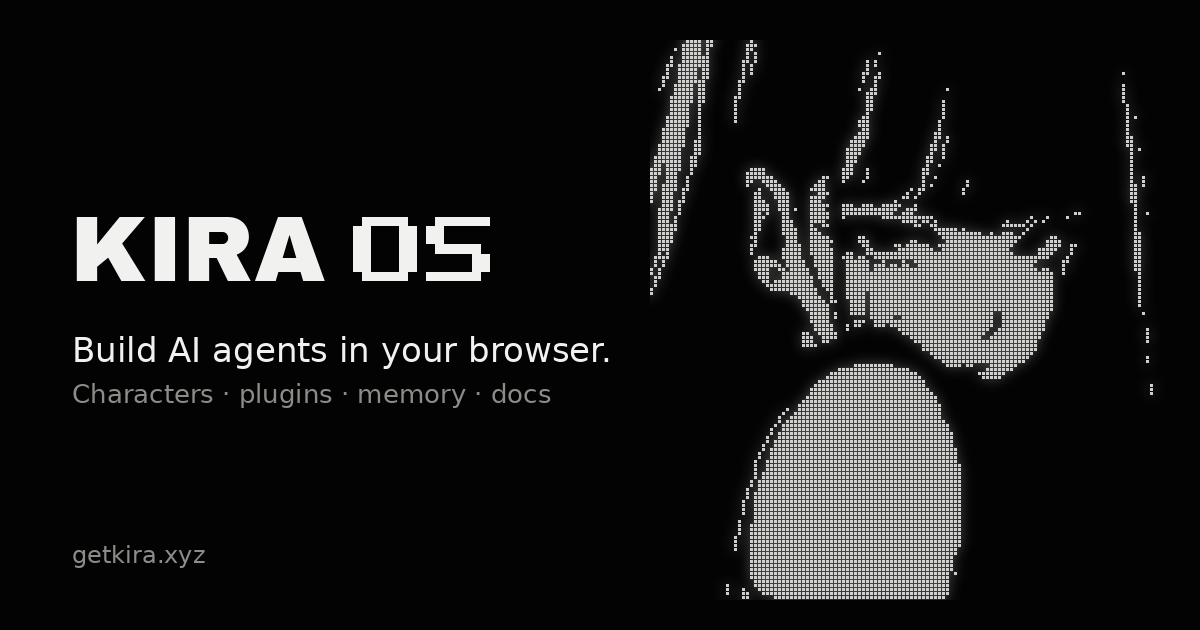 KIRA OS
Build AI agents in your browser.
Characters · plugins · memory · docs
getkira.xyz